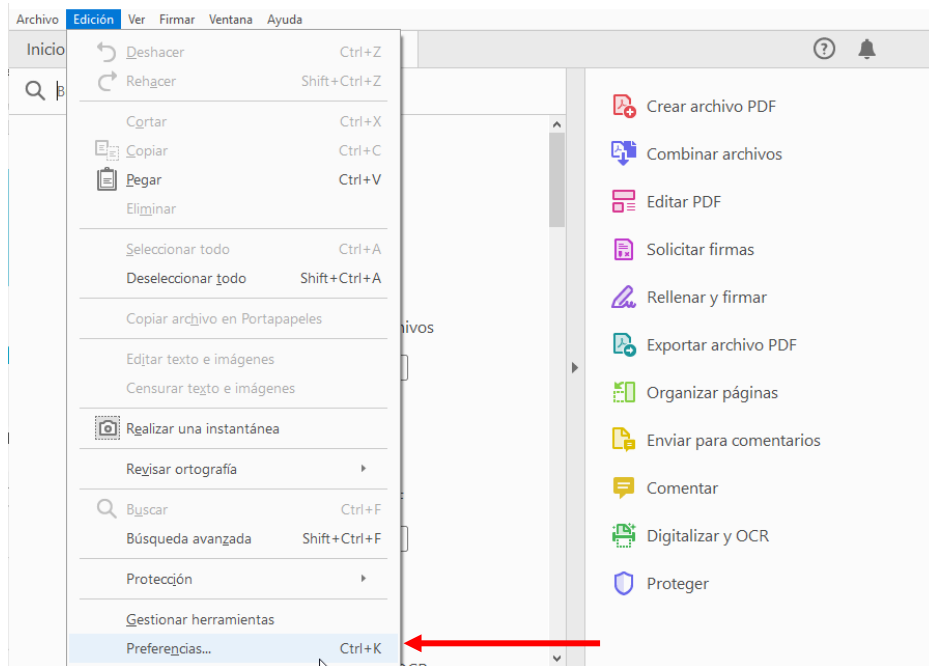 Archivo Edición Ver Firmar Ventana Ayuda
Inicio
B
Deshacer Ctrl+Z
Rehacer Shift+Ctrl+Z
Cortar Ctrl+X
Copiar Ctrl+C
Pegar Ctrl+V
Eliminar
Seleccionar todo Ctrl+A
Deseleccionar todo Shift+Ctrl+A
Copiar archivo en Portapapeles
Editar texto e imágenes
Censurar texto e imágenes
Realizar una instantánea
Revisar ortografía
Buscar Ctrl+F
Búsqueda avanzada Shift+Ctrl+F
Protección
Gestionar herramientas
Preferencias... Ctrl+K
hivos
Crear archivo PDF
Combinar archivos
Editar PDF
Solicitar firmas
Rellenar y firmar
Exportar archivo PDF
Organizar páginas
Enviar para comentarios
Comentar
Digitalizar y OCR
Proteger